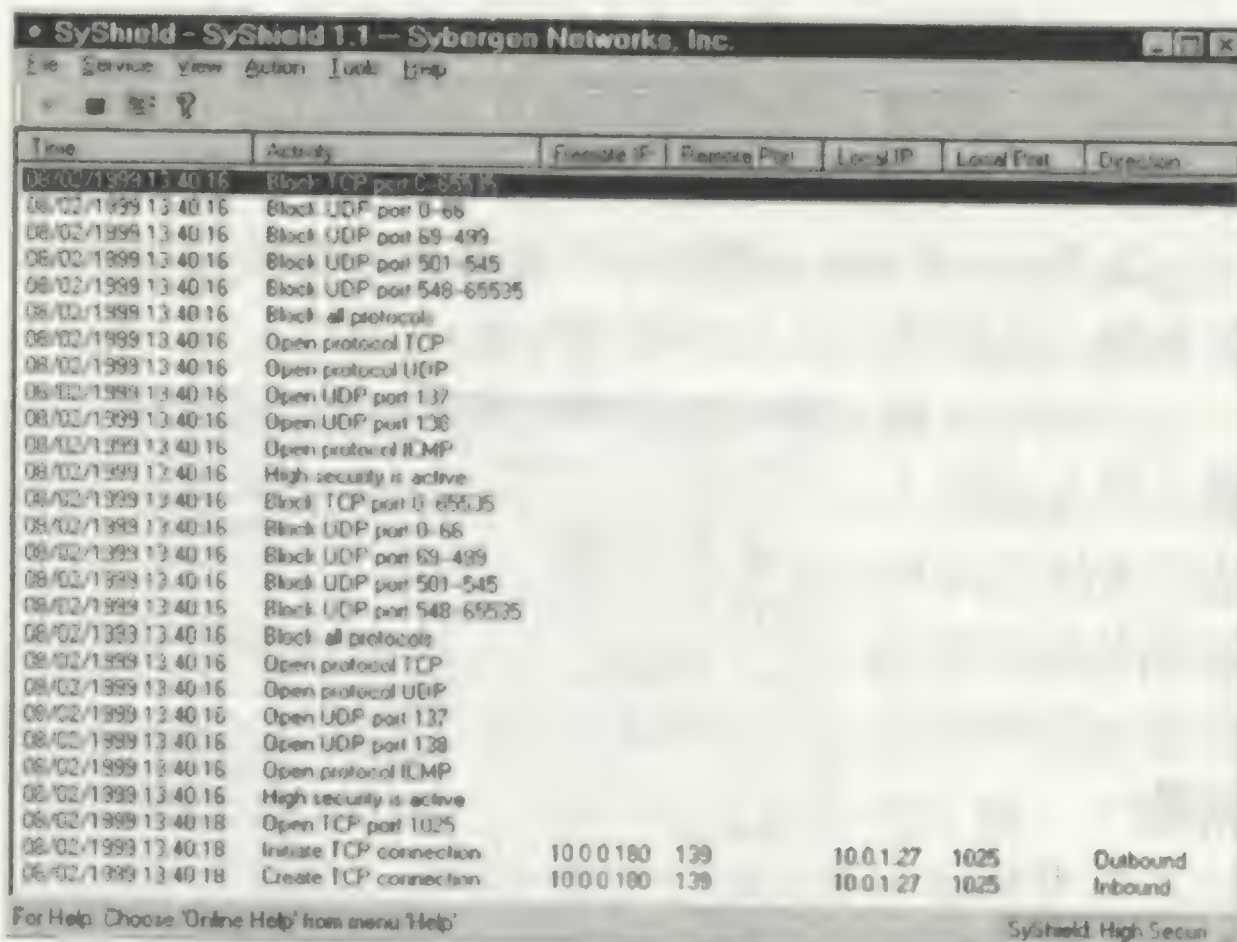 SyShield - SyShield 1.1 — Sybergen Networks, Inc.
File Service View Action Tools Help
Time Activity Remote IP Remote Port Local IP Local Port Direction
08/02/1999 13:40:16 Block TCP port 0-65535
08/02/1999 13:40:16 Block UDP port 0-66
08/02/1999 13:40:16 Block UDP port 69-499
08/02/1999 13:40:16 Block UDP port 501-545
08/02/1999 13:40:16 Block UDP port 548-65535
08/02/1999 13:40:16 Block all protocols
08/02/1999 13:40:16 Open protocol TCP
08/02/1999 13:40:16 Open protocol UDP
08/02/1999 13:40:16 Open UDP port 137
08/02/1999 13:40:16 Open UDP port 138
08/02/1999 13:40:16 Open protocol ICMP
08/02/1999 13:40:16 High security is active
08/02/1999 13:40:16 Block TCP port 0-65535
08/02/1999 13:40:16 Block UDP port 0-66
08/02/1999 13:40:16 Block UDP port 69-499
08/02/1999 13:40:16 Block UDP port 501-545
08/02/1999 13:40:16 Block UDP port 548-65535
08/02/1999 13:40:16 Block all protocols
08/02/1999 13:40:16 Open protocol TCP
08/02/1999 13:40:16 Open protocol UDP
08/02/1999 13:40:16 Open UDP port 137
08/02/1999 13:40:16 Open UDP port 138
08/02/1999 13:40:16 Open protocol ICMP
08/02/1999 13:40:16 High security is active
08/02/1999 13:40:18 Open TCP port 1025
08/02/1999 13:40:18 Initiate TCP connection 10.0.0.180 139 10.0.1.27 1025 Outbound
08/02/1999 13:40:18 Create TCP connection 10.0.0.180 139 10.0.1.27 1025 Inbound
For Help. Choose 'Online Help' from menu 'Help'
SyShield: High Securi